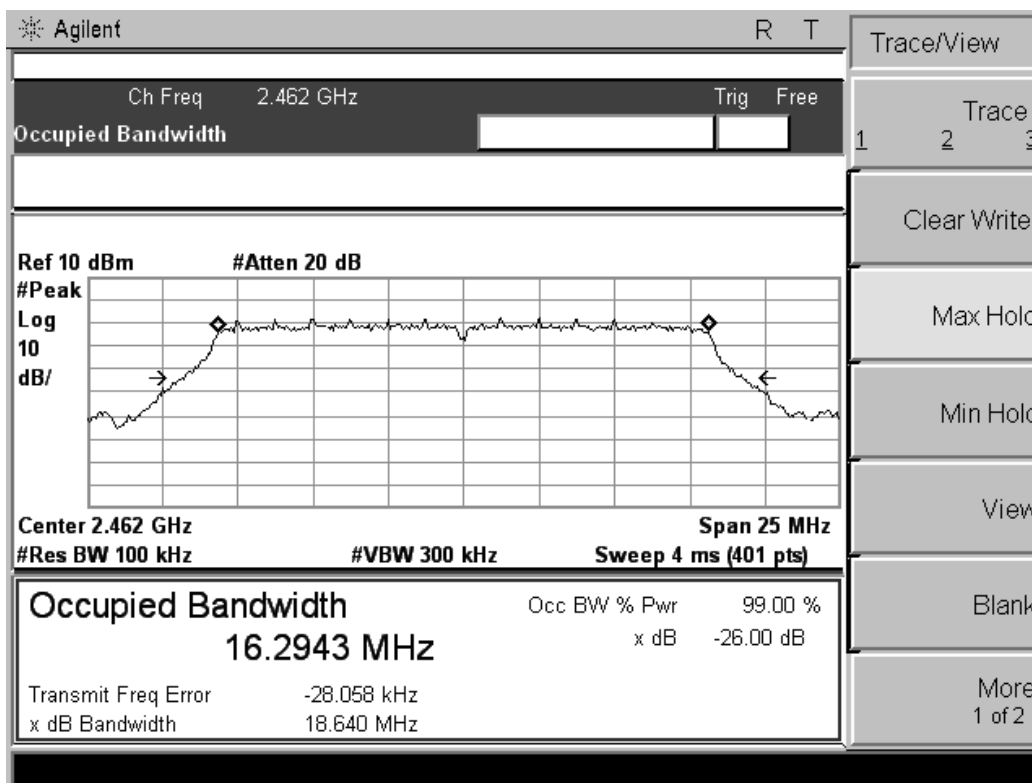 Agilent R T
Ch Freq 2.462 GHz Trig Free
Occupied Bandwidth
Ref 10 dBm #Atten 20 dB
#Peak
Log
10
dB/
Center 2.462 GHz Span 25 MHz
#Res BW 100 kHz #VBW 300 kHz Sweep 4 ms (401 pts)
Occupied Bandwidth
16.2943 MHz
Occ BW % Pwr 99.00 %
x dB -26.00 dB
Transmit Freq Error -28.058 kHz
x dB Bandwidth 18.640 MHz
Trace/View
Trace
1 2 3
Clear Write
Max Hold
Min Hold
View
Blank
More
1 of 2